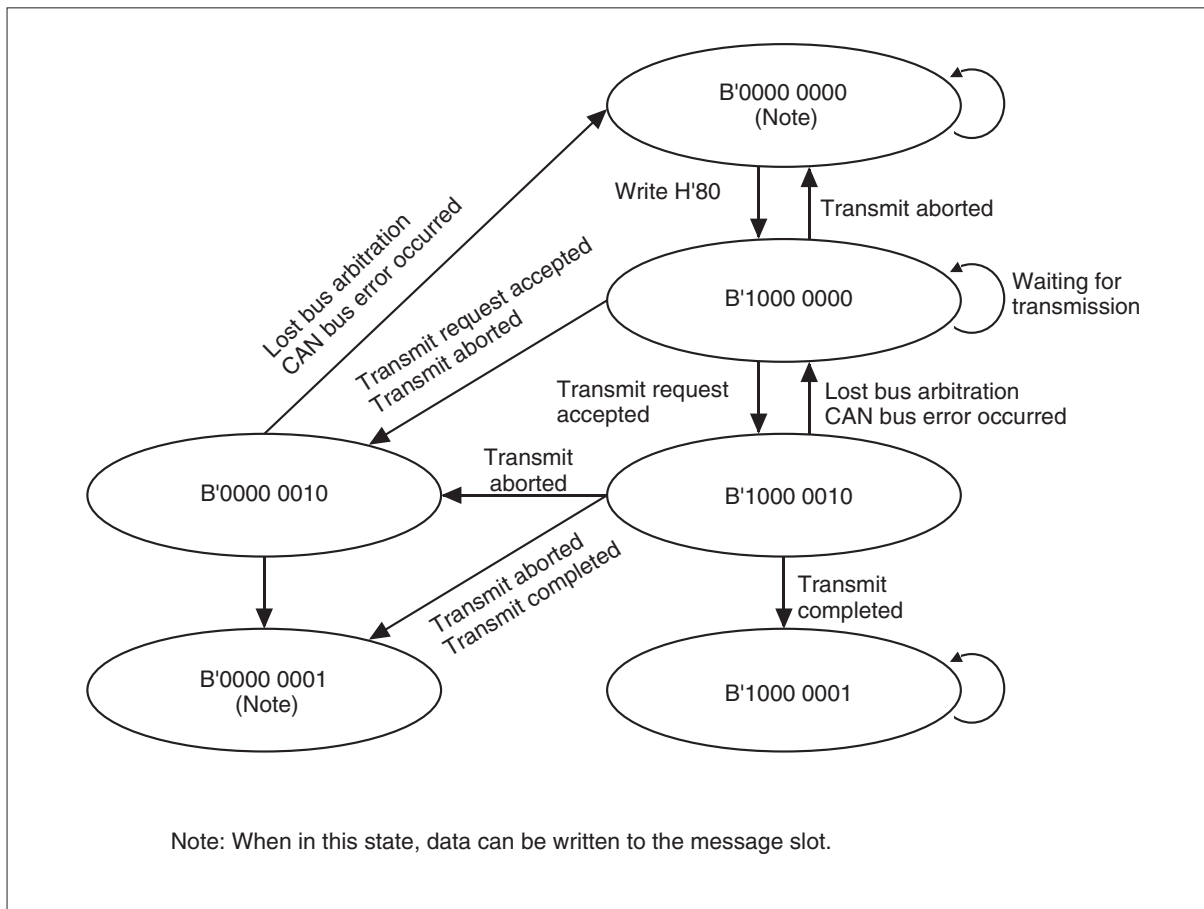 B'0000 0000
(Note)
Write H'80
Transmit aborted
Lost bus arbitration
CAN bus error occurred
Transmit request accepted
Transmit aborted
B'1000 0000
Waiting for
transmission
Transmit request
accepted
Lost bus arbitration
CAN bus error occurred
B'0000 0010
Transmit
aborted
B'1000 0010
Transmit aborted
Transmit completed
Transmit
completed
B'0000 0001
(Note)
B'1000 0001
Note: When in this state, data can be written to the message slot.